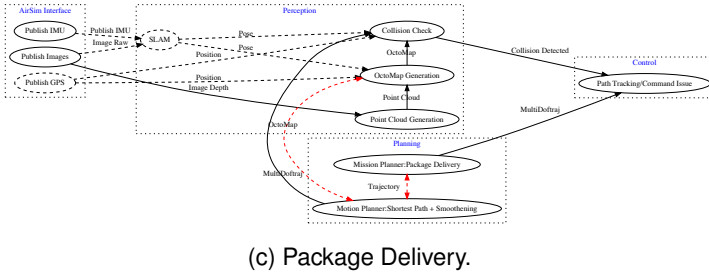 AirSim Interface
Perception
Publish IMU
Publish IMU
SLAM
Pose
Collision Check
Image Raw
Position
Pose
OctoMap
Collision Detected
Publish Images
Control
Publish GPS
Position
OctoMap Generation
Path Tracking/Command Issue
Image Depth
Point Cloud
MultiDoftraj
OctoMap
Point Cloud Generation
Planning
Mission Planner:Package Delivery
MultiDoftraj
Trajectory
Motion Planner:Shortest Path + Smoothening
(c) Package Delivery.